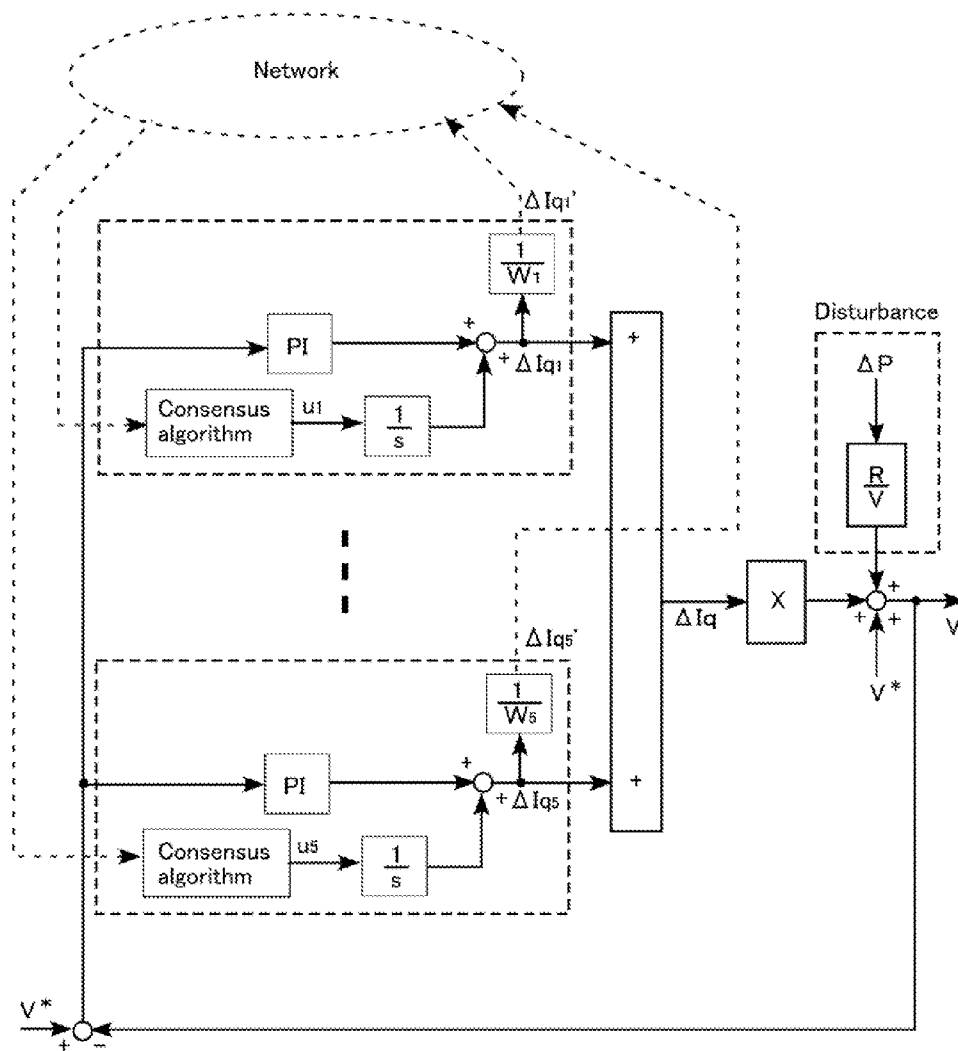 Network
ΔIq1'
1
W1
Disturbance
PI
+
+
ΔIq1
+
ΔP
Consensus
algorithm
u1
1
s
R
V
ΔIq
X
+
+
+
V
V*
ΔIq5'
1
W5
PI
+
+
ΔIq5
+
Consensus
algorithm
u5
1
s
V*
+
−